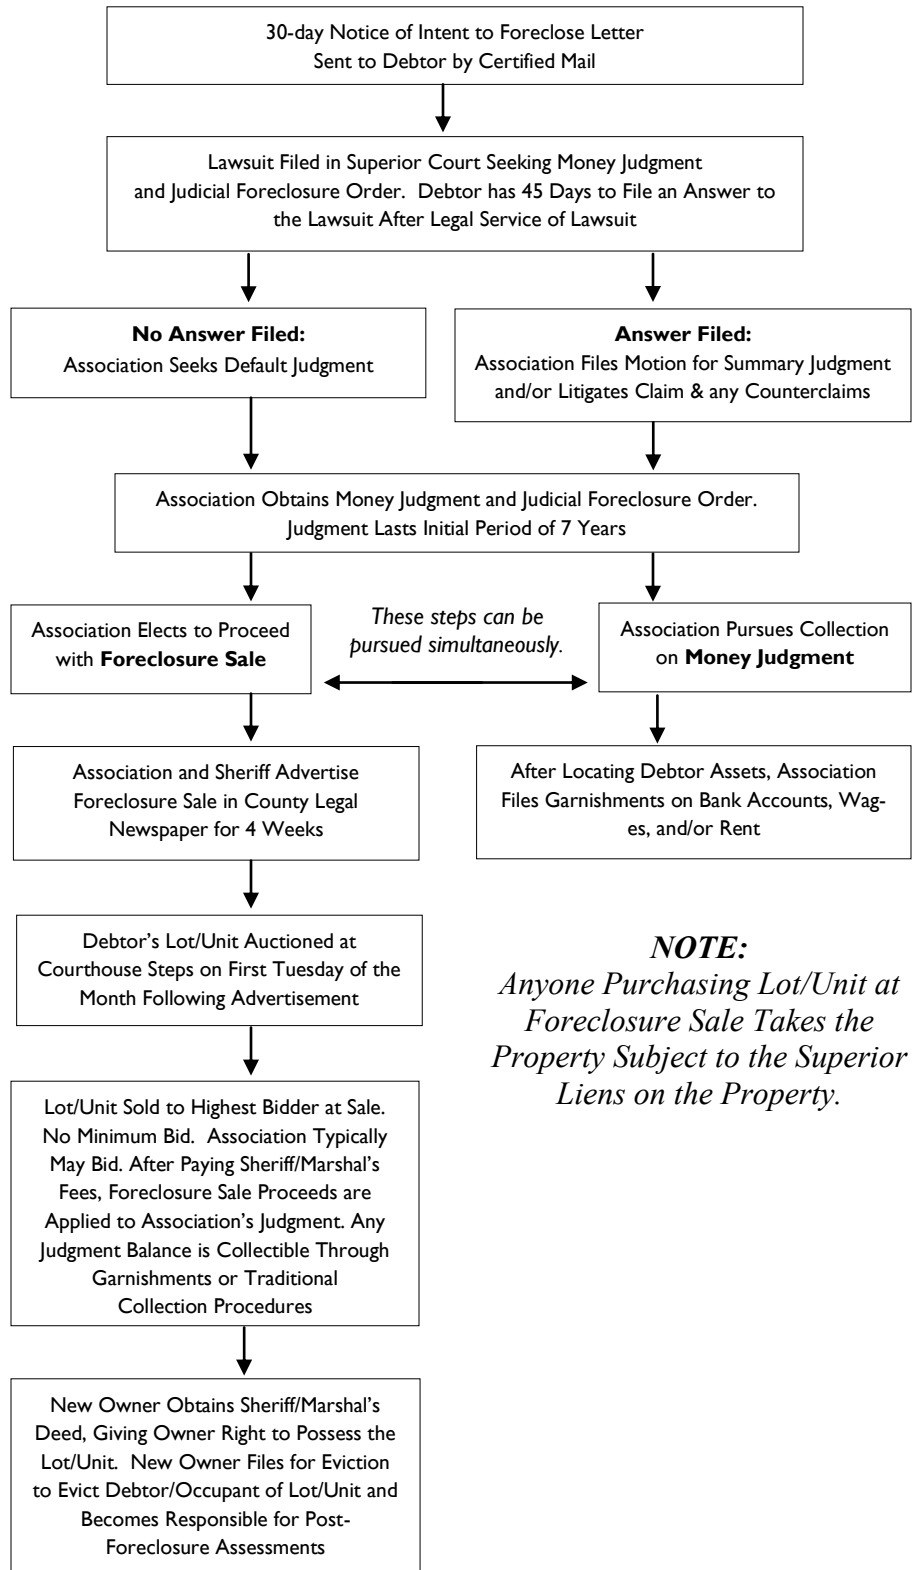 30-day Notice of Intent to Foreclose Letter
Sent to Debtor by Certified Mail
Lawsuit Filed in Superior Court Seeking Money Judgment
and Judicial Foreclosure Order.  Debtor has 45 Days to File an Answer to
the Lawsuit After Legal Service of Lawsuit
No Answer Filed:
Association Seeks Default Judgment
Answer Filed:
Association Files Motion for Summary Judgment
and/or Litigates Claim & any Counterclaims
Association Obtains Money Judgment and Judicial Foreclosure Order.
Judgment Lasts Initial Period of 7 Years
Association Elects to Proceed
with Foreclosure Sale
These steps can be
pursued simultaneously.
Association Pursues Collection
on Money Judgment
Association and Sheriff Advertise
Foreclosure Sale in County Legal
Newspaper for 4 Weeks
After Locating Debtor Assets, Association
Files Garnishments on Bank Accounts, Wag-
es, and/or Rent
Debtor's Lot/Unit Auctioned at
Courthouse Steps on First Tuesday of the
Month Following Advertisement
NOTE:
Anyone Purchasing Lot/Unit at
Foreclosure Sale Takes the
Property Subject to the Superior
Liens on the Property.
Lot/Unit Sold to Highest Bidder at Sale.
No Minimum Bid.  Association Typically
May Bid. After Paying Sheriff/Marshal's
Fees, Foreclosure Sale Proceeds are
Applied to Association's Judgment. Any
Judgment Balance is Collectible Through
Garnishments or Traditional
Collection Procedures
New Owner Obtains Sheriff/Marshal's
Deed, Giving Owner Right to Possess the
Lot/Unit.  New Owner Files for Eviction
to Evict Debtor/Occupant of Lot/Unit and
Becomes Responsible for Post-
Foreclosure Assessments